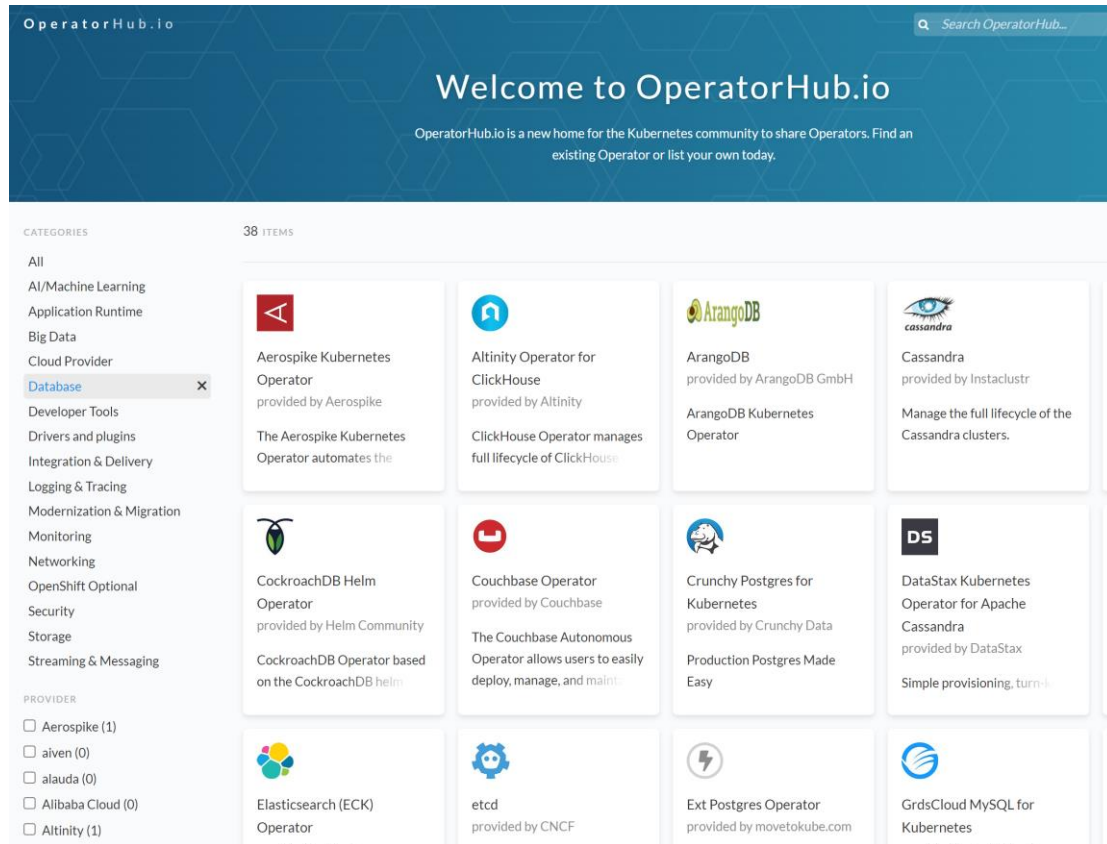 OperatorHub.io
Search OperatorHub...
Welcome to OperatorHub.io
OperatorHub.io is a new home for the Kubernetes community to share Operators. Find an
existing Operator or list your own today.
CATEGORIES
All
AI/Machine Learning
Application Runtime
Big Data
Cloud Provider
Database
Developer Tools
Drivers and plugins
Integration & Delivery
Logging & Tracing
Modernization & Migration
Monitoring
Networking
OpenShift Optional
Security
Storage
Streaming & Messaging
PROVIDER
Aerospike (1)
aiven (0)
alauda (0)
Alibaba Cloud (0)
Altinity (1)
38 ITEMS
Aerospike Kubernetes
Operator
provided by Aerospike
The Aerospike Kubernetes
Operator automates the
Altinity Operator for
ClickHouse
provided by Altinity
ClickHouse Operator manages
full lifecycle of ClickHouse
ArangoDB
ArangoDB
provided by ArangoDB GmbH
ArangoDB Kubernetes
Operator
cassandra
Cassandra
provided by Instaclustr
Manage the full lifecycle of the
Cassandra clusters.
CockroachDB Helm
Operator
provided by Helm Community
CockroachDB Operator based
on the CockroachDB helm
Couchbase Operator
provided by Couchbase
The Couchbase Autonomous
Operator allows users to easily
deploy, manage, and maint
Crunchy Postgres for
Kubernetes
provided by Crunchy Data
Production Postgres Made
Easy
DS
DataStax Kubernetes
Operator for Apache
Cassandra
provided by DataStax
Simple provisioning, turn-
Elasticsearch (ECK)
Operator
etcd
provided by CNCF
Ext Postgres Operator
provided by movetokube.com
GrdsCloud MySQL for
Kubernetes